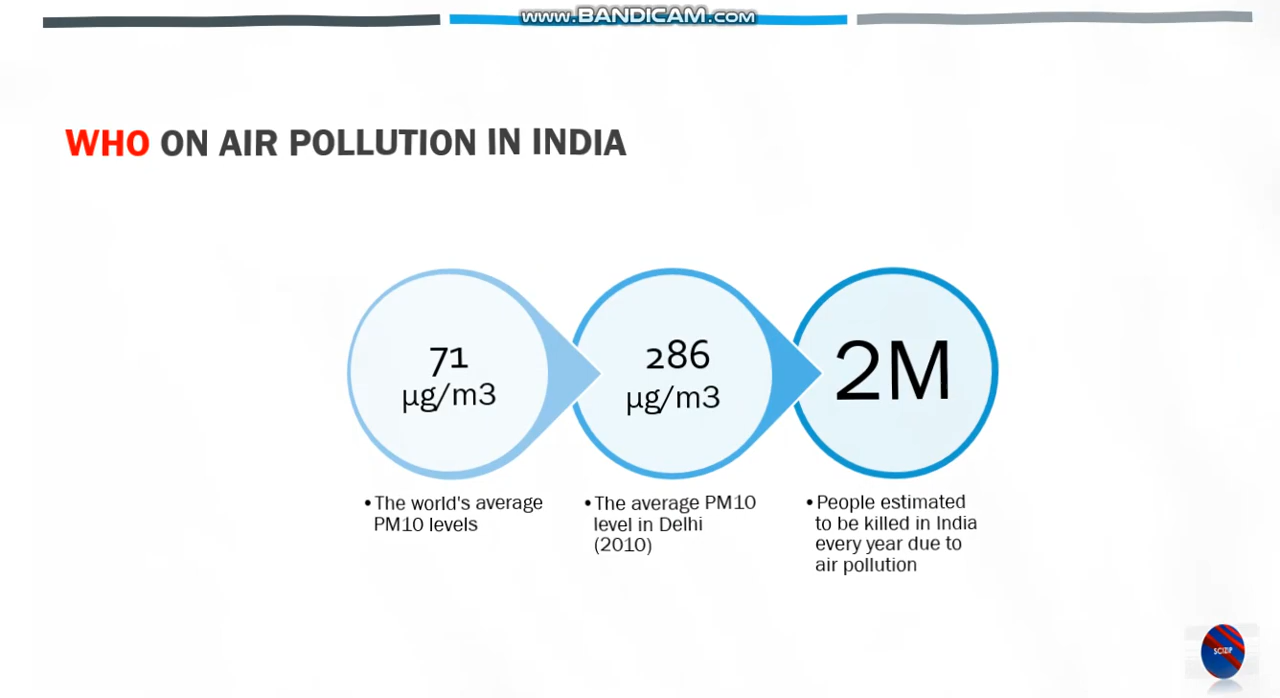 www.BANDICAM.com
WHO ON AIR POLLUTION IN INDIA
71
µg/m3
286
µg/m3
2M
•The world's average
PM10 levels
•The average PM10
level in Delhi
(2010)
•People estimated
to be killed in India
every year due to
air pollution
SCIZIP